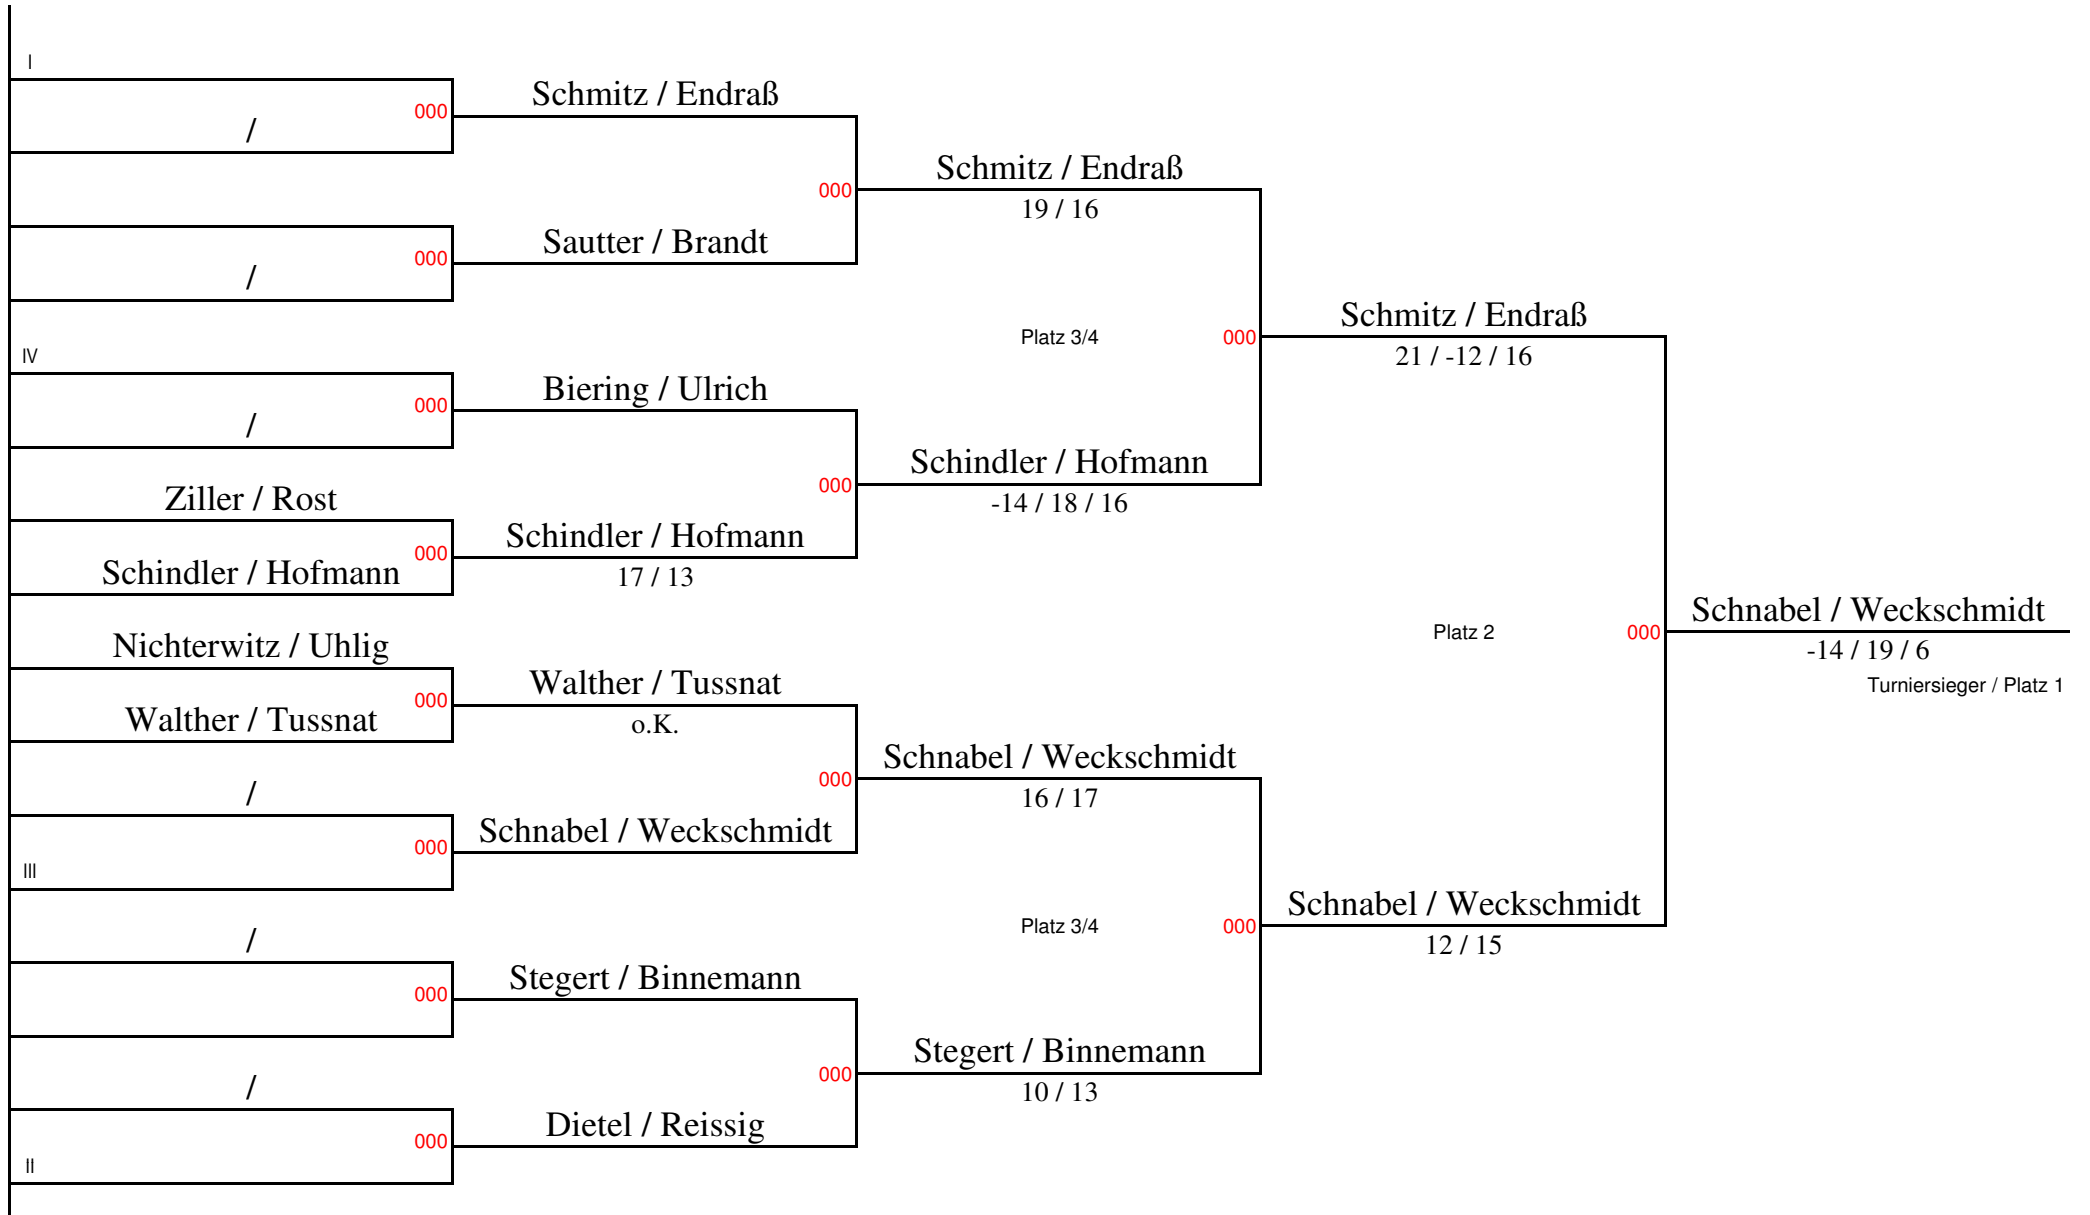 I
000
/
Schmitz / Endraß
000
/
Sautter / Brandt
000
Schmitz / Endraß
19 / 16
IV
000
/
Biering / Ulrich
Ziller / Rost
000
Schindler / Hofmann
Schindler / Hofmann
17 / 13
000
Schindler / Hofmann
-14 / 18 / 16
Platz 3/4
000
Schmitz / Endraß
21 / -12 / 16
Nichterwitz / Uhlig
000
Walther / Tussnat
Walther / Tussnat
o.K.
/
000
III
Schnabel / Weckschmidt
000
Schnabel / Weckschmidt
16 / 17
/
000
Stegert / Binnemann
/
000
II
Dietel / Reissig
000
Stegert / Binnemann
10 / 13
Platz 3/4
000
Schnabel / Weckschmidt
12 / 15
Platz 2
000
Schnabel / Weckschmidt
-14 / 19 / 6
Turniersieger / Platz 1